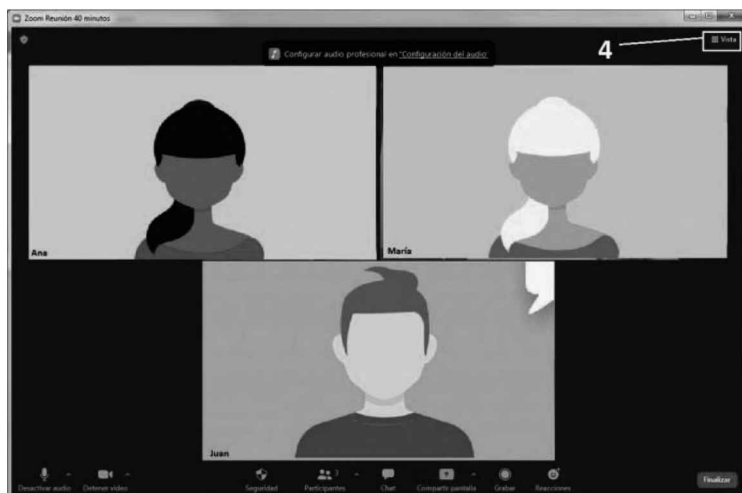 Zoom Reunión 40 minutos
4
Vista
Configurar audio profesional en "Configuración del audio"
Ana
María
Juan
Desactivar audio
Detener video
Seguridad
3
Participantes
Chat
Compartir pantalla
Grabar
Reacciones
Finalizar